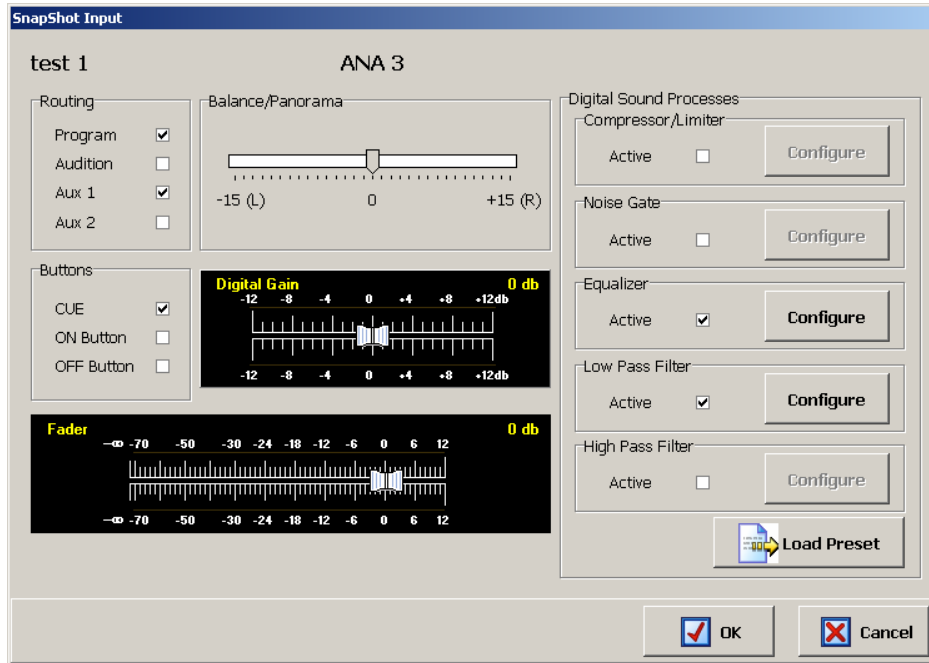 SnapShot Input
test 1
ANA 3
Routing
Program
Audition
Aux 1
Aux 2
Balance/Panorama
-15 (L) 0 +15 (R)
Buttons
CUE
ON Button
OFF Button
Digital Gain 0 db
-12 -8 -4 0 +4 +8 +12db
-12 -8 -4 0 +4 +8 +12db
Fader 0 db
-∞ -70 -50 -30 -24 -18 -12 -6 0 6 12
-∞ -70 -50 -30 -24 -18 -12 -6 0 6 12
Digital Sound Processes
Compressor/Limiter
Active Configure
Noise Gate
Active Configure
Equalizer
Active Configure
Low Pass Filter
Active Configure
High Pass Filter
Active Configure
Load Preset
OK
Cancel